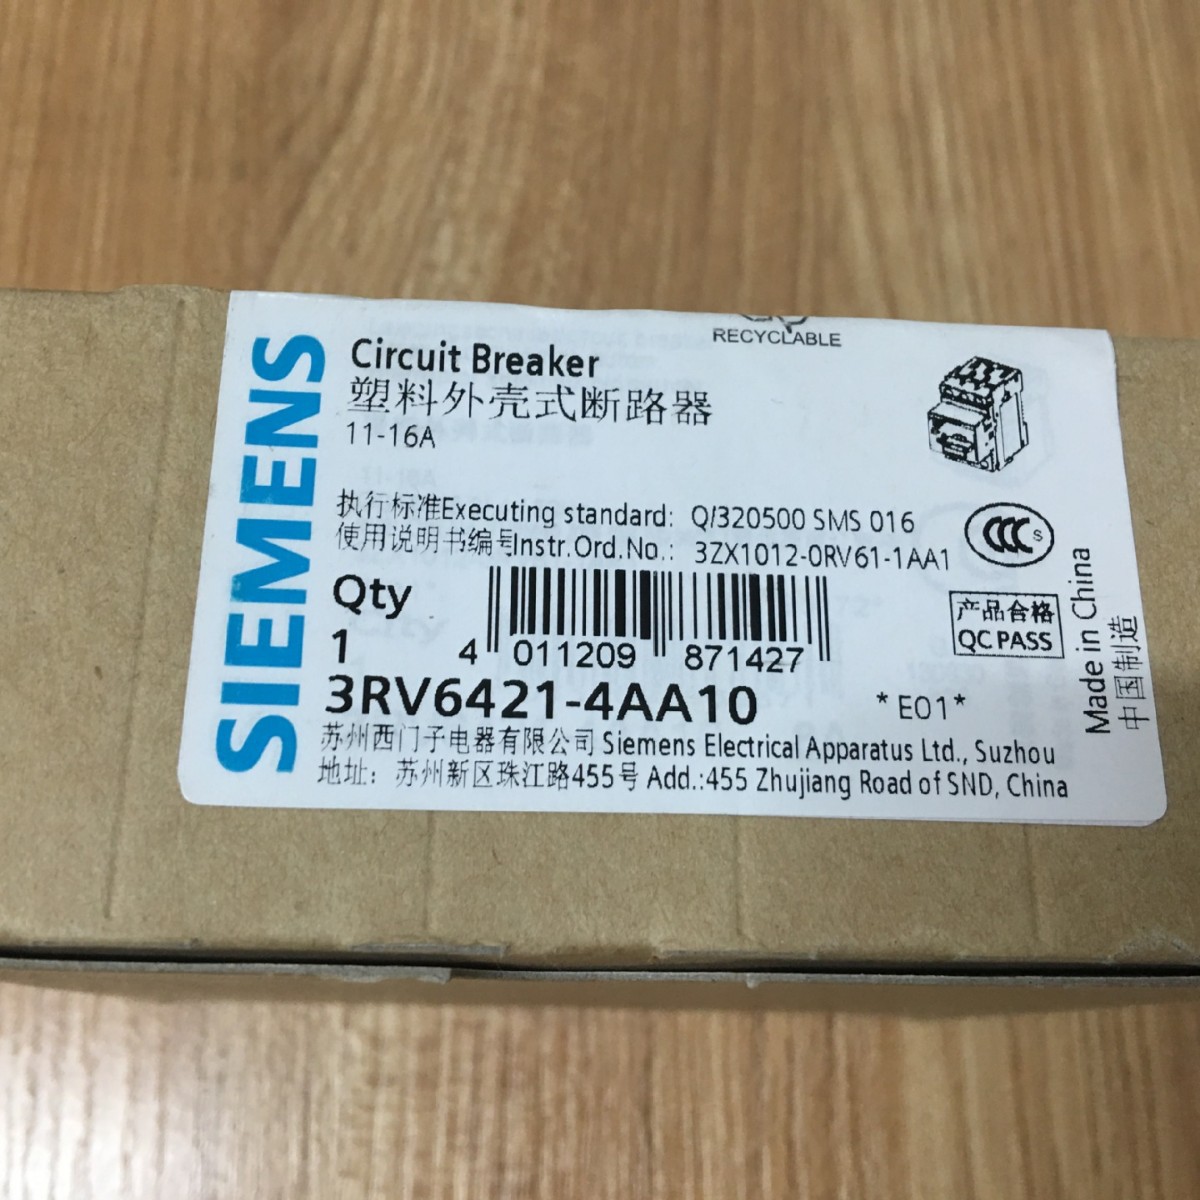 RECYCLABLE
SIEMENS
Circuit Breaker
塑料外壳式断路器
11-16A
执行标准Executing standard: Q/320500 SMS 016
使用说明书编号Instr.Ord.No.: 3ZX1012-0RV61-1AA1
CCC S
Qty
1
4 011209 871427
产品合格
QC PASS
Made in China
中国制造
3RV6421-4AA10 *E01*
苏州西门子电器有限公司 Siemens Electrical Apparatus Ltd., Suzhou
地址: 苏州新区珠江路455号 Add.:455 Zhujiang Road of SND, China